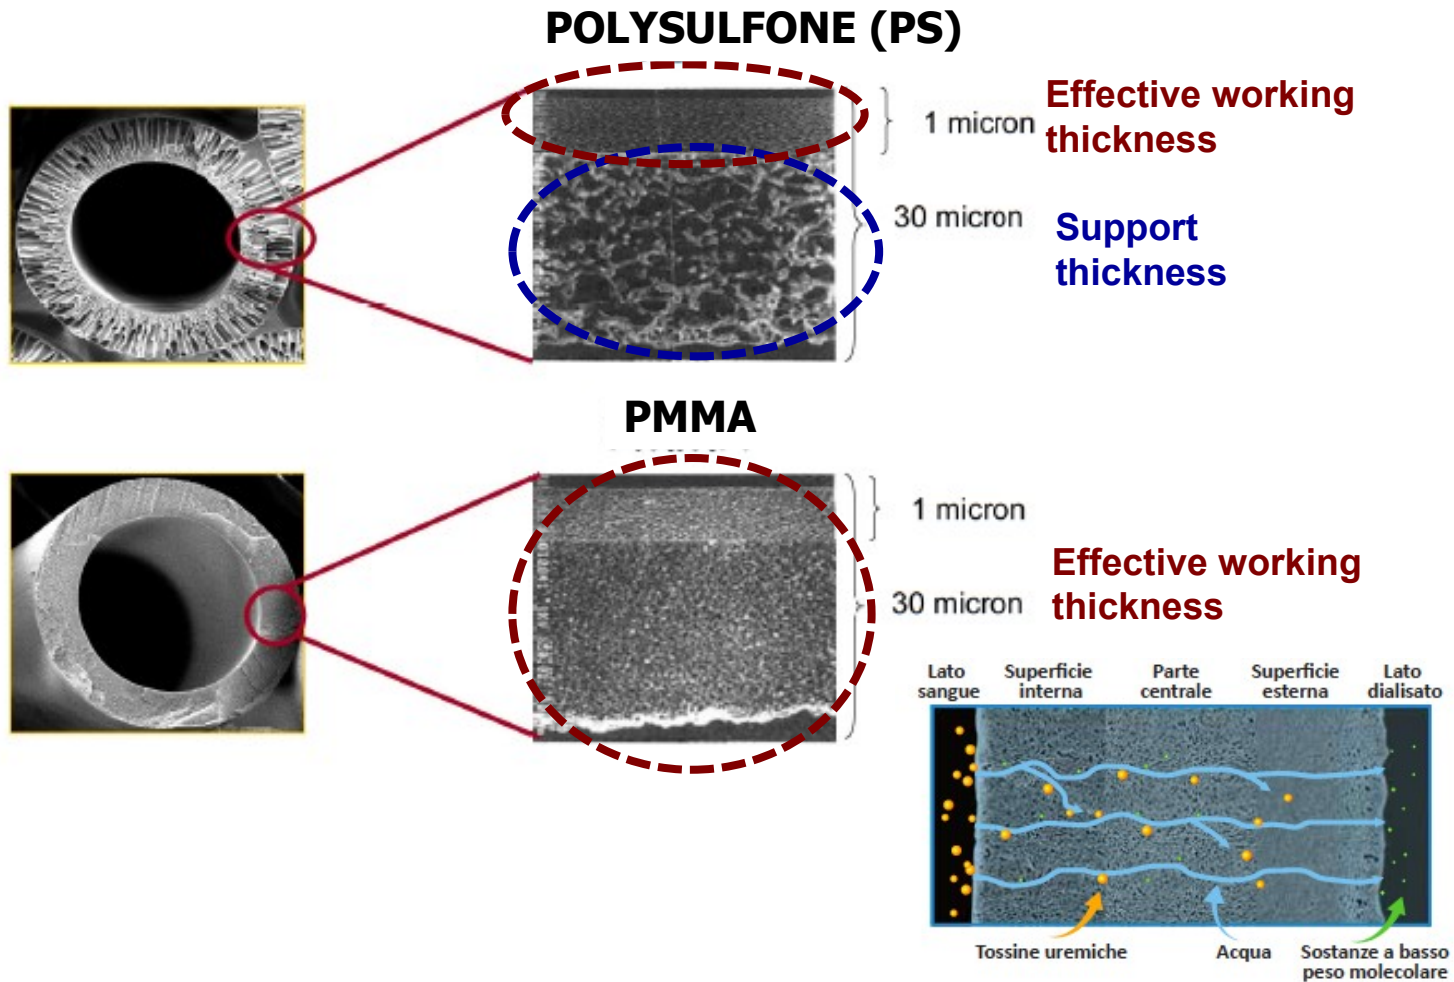 POLYSULFONE (PS)
1 micron
Effective working
thickness
30 micron
Support
thickness
PMMA
1 micron
30 micron
Effective working
thickness
Lato
sangue
Superficie
interna
Parte
centrale
Superficie
esterna
Lato
dialisato
Tossine uremiche
Acqua
Sostanze a basso
peso molecolare